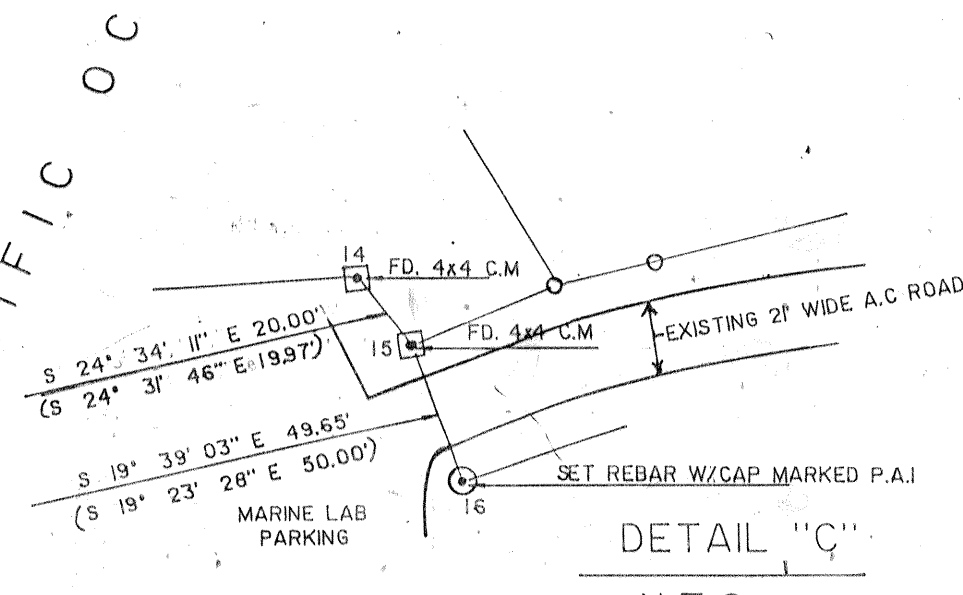 I F I C O C
14
FD. 4x4 C.M
15
FD. 4x4 C.M
EXISTING 21' WIDE A.C ROAD
S 24° 34' 11" E 20.00'
(S 24° 31' 46" E 19.97')
S 19° 39' 03" E 49.65'
(S 19° 23' 28" E 50.00')
SET REBAR W/CAP MARKED P.A.I
16
MARINE LAB
PARKING
DETAIL "C"